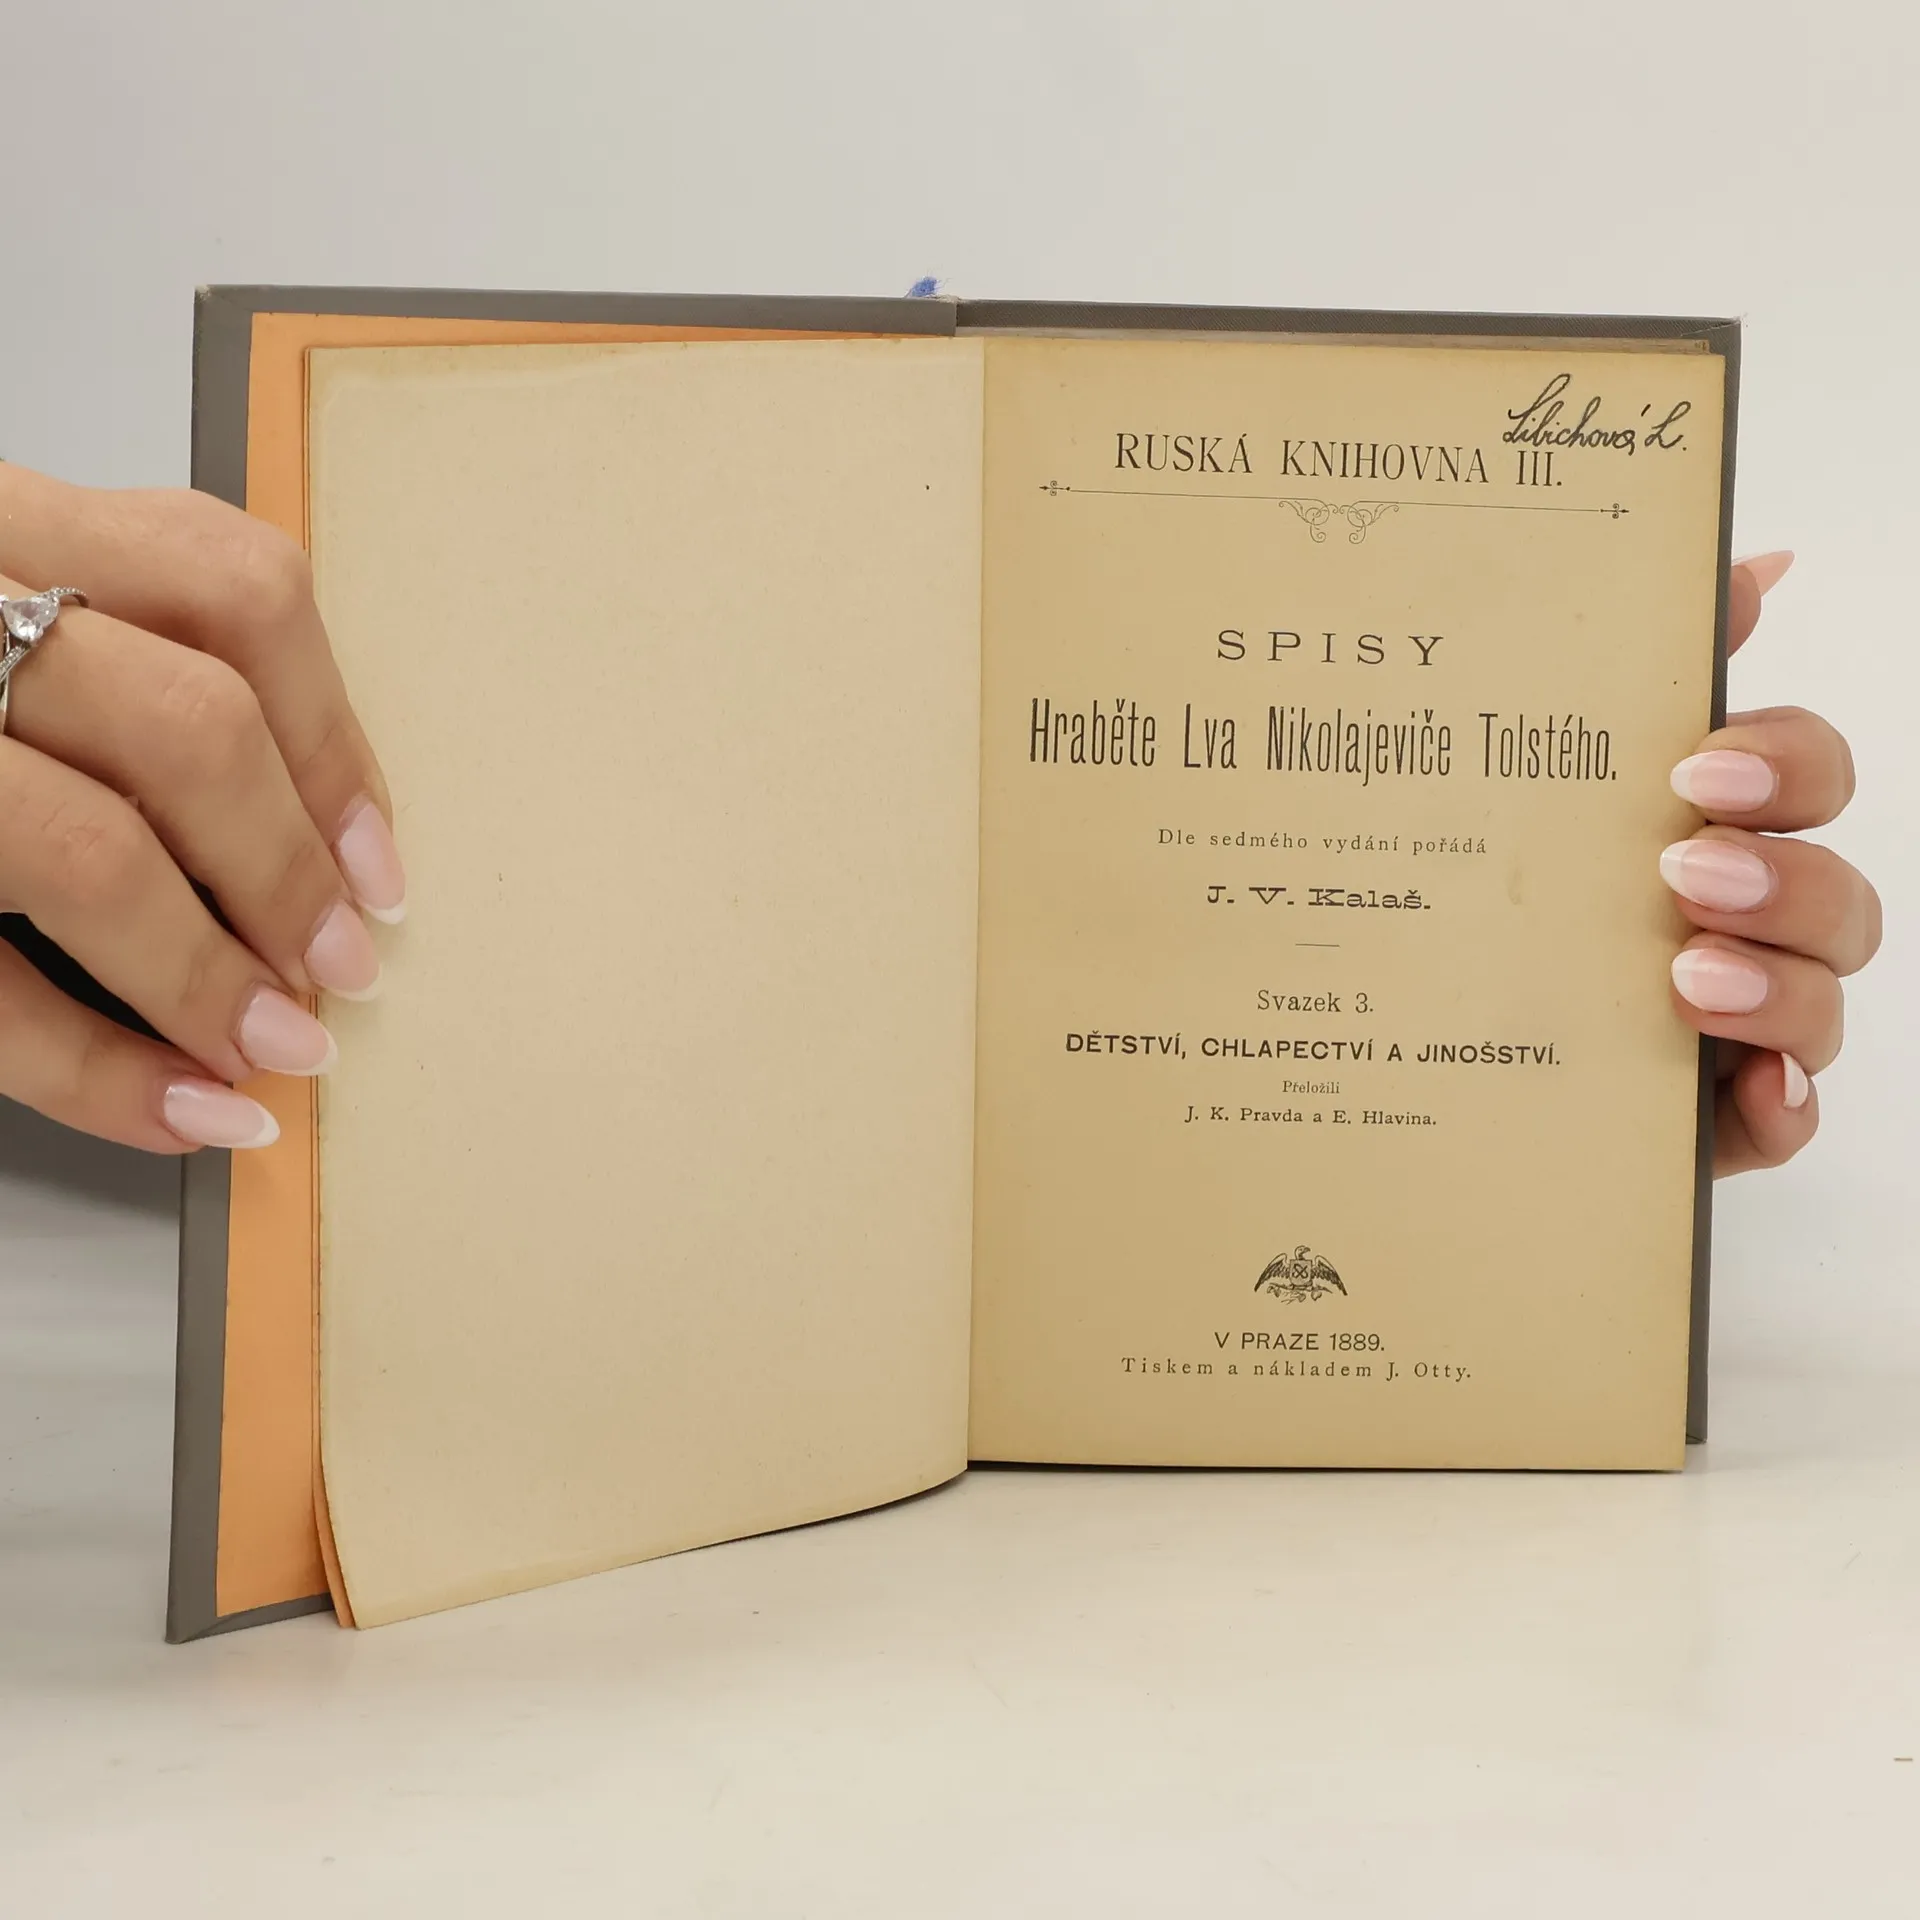 Libichová, L.
RUSKÁ KNIHOVNA III.
SPISY
Hraběte Lva Nikolajeviče Tolstého.
Dle sedmého vydání pořádá
J. V. Kalaš.
Svazek 3.
DĚTSTVÍ, CHLAPECTVÍ A JINOŠSTVÍ.
Přeložili
J. K. Pravda a E. Hlavina.
V PRAZE 1889.
Tiskem a nákladem J. Otty.